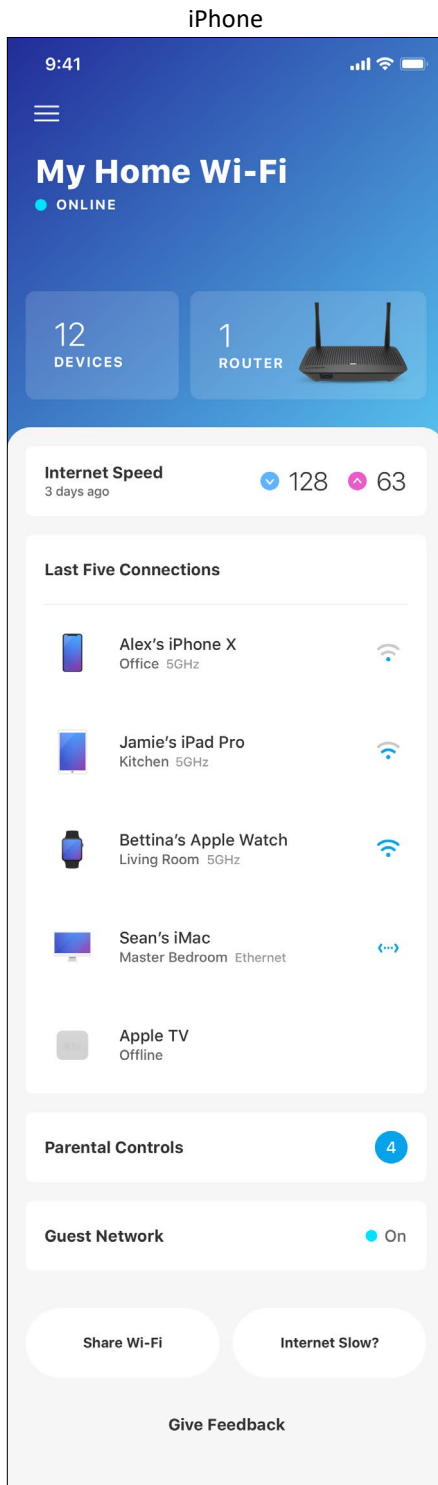 iPhone
9:41
My Home Wi-Fi
ONLINE
12
DEVICES
1
ROUTER
Internet Speed
3 days ago
128
63
Last Five Connections
Alex’s iPhone X
Office 5GHz
Jamie’s iPad Pro
Kitchen 5GHz
Bettina’s Apple Watch
Living Room 5GHz
Sean’s iMac
Master Bedroom Ethernet
Apple TV
Offline
Parental Controls
4
Guest Network
On
Share Wi-Fi
Internet Slow?
Give Feedback